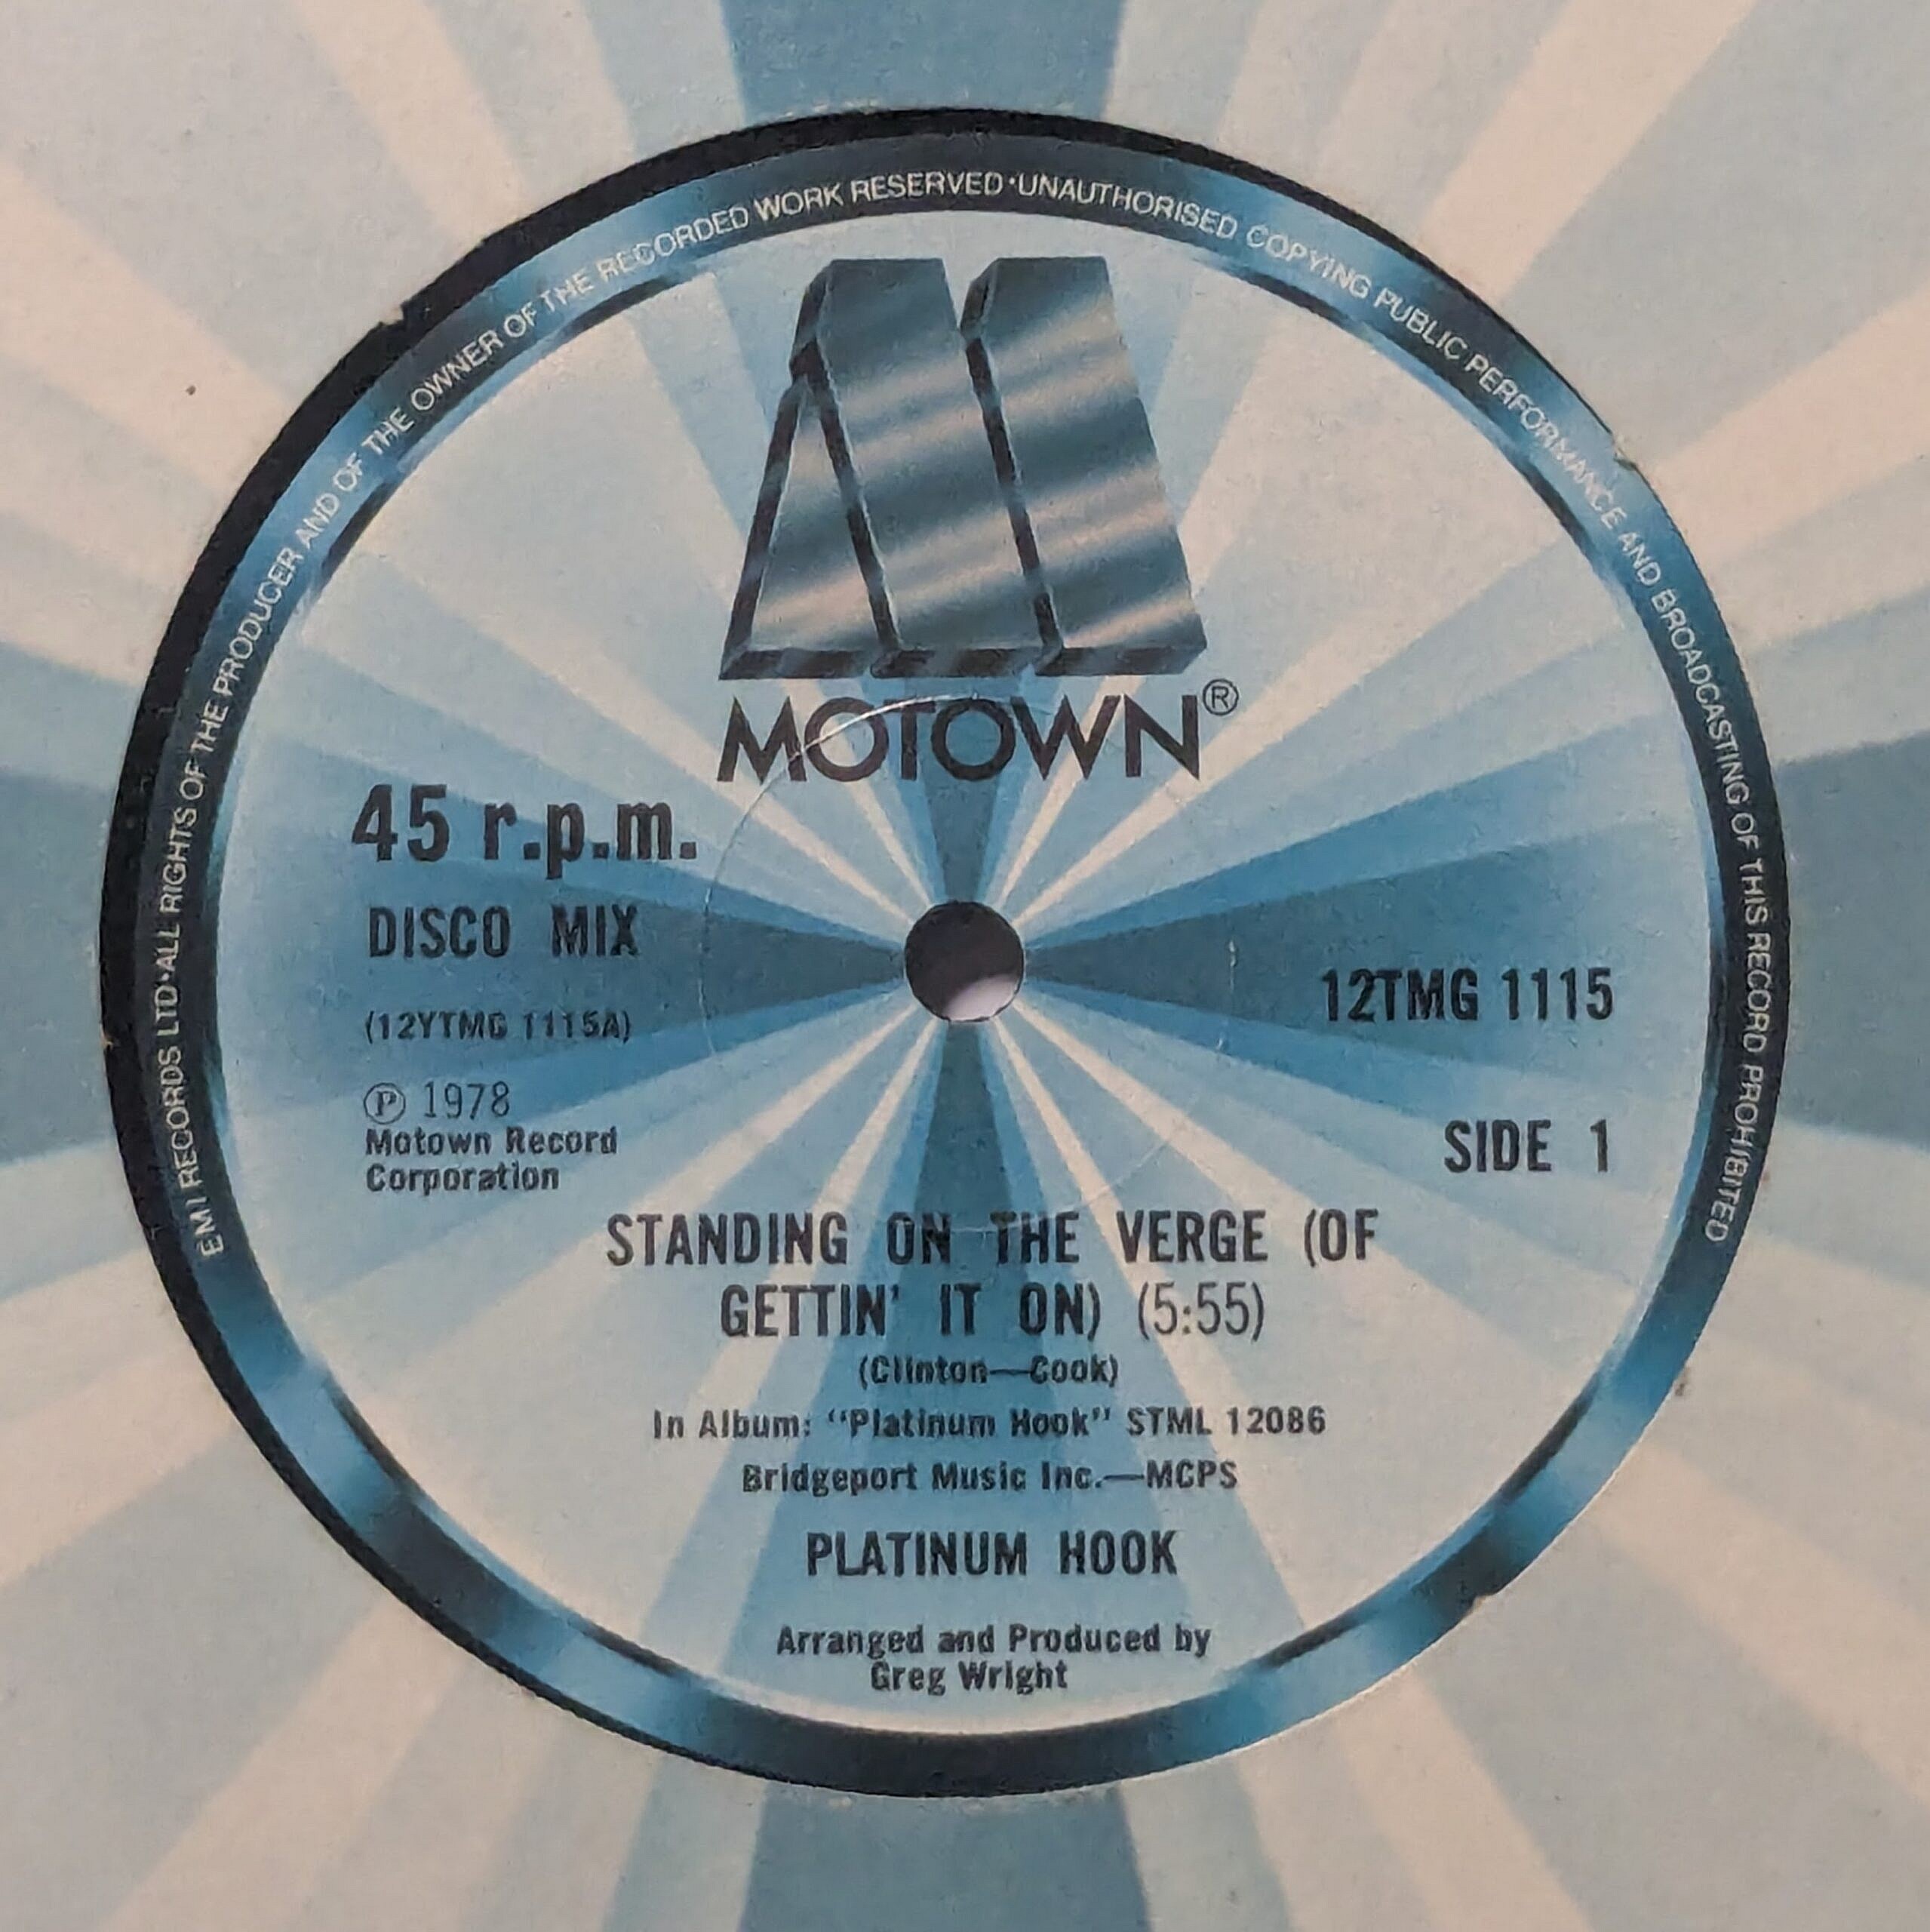 EMI RECORDS LTD·ALL RIGHTS OF THE PRODUCER AND OF THE OWNER OF THE RECORDED WORK RESERVED·UNAUTHORISED COPYING PUBLIC PERFORMANCE AND BROADCASTING OF THIS RECORD PROHIBITED
MOTOWN®
45 r.p.m.
DISCO MIX
(12YTMG 1115A)
℗ 1978
Motown Record
Corporation
12TMG 1115
SIDE 1
STANDING ON THE VERGE (OF
GETTIN' IT ON) (5:55)
(Clinton—Cook)
In Album: “Platinum Hook” STML 12086
Bridgeport Music Inc.—MCPS
PLATINUM HOOK
Arranged and Produced by
Greg Wright